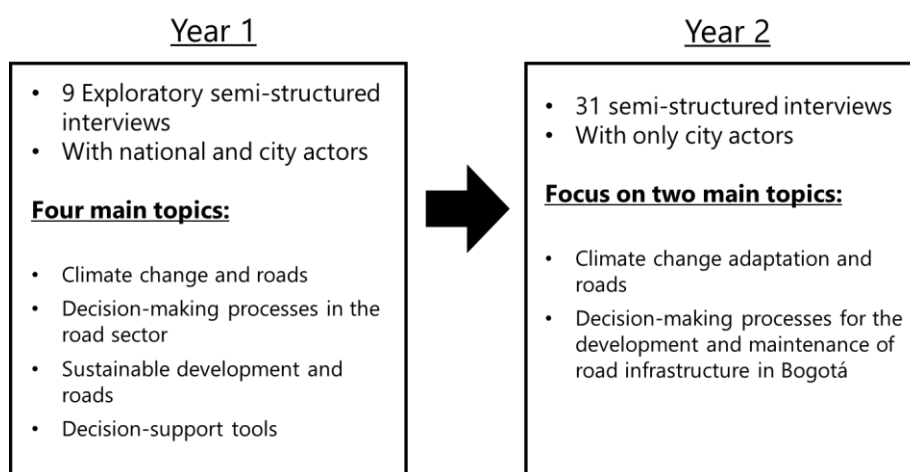 Year 1
• 9 Exploratory semi-structured
interviews
• With national and city actors
Four main topics:
• Climate change and roads
• Decision-making processes in the
road sector
• Sustainable development and
roads
• Decision-support tools
Year 2
• 31 semi-structured interviews
• With only city actors
Focus on two main topics:
• Climate change adaptation and
roads
• Decision-making processes for the
development and maintenance of
road infrastructure in Bogotá